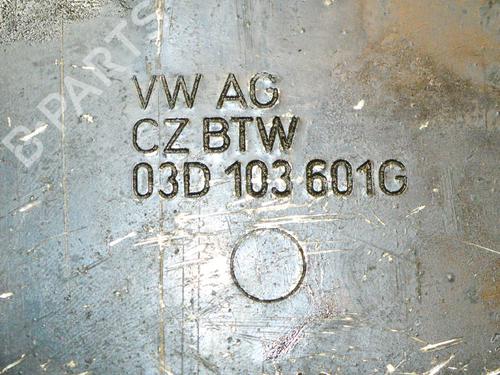 B-PARTS
VW AG
CZ BTW
03D 103 601G